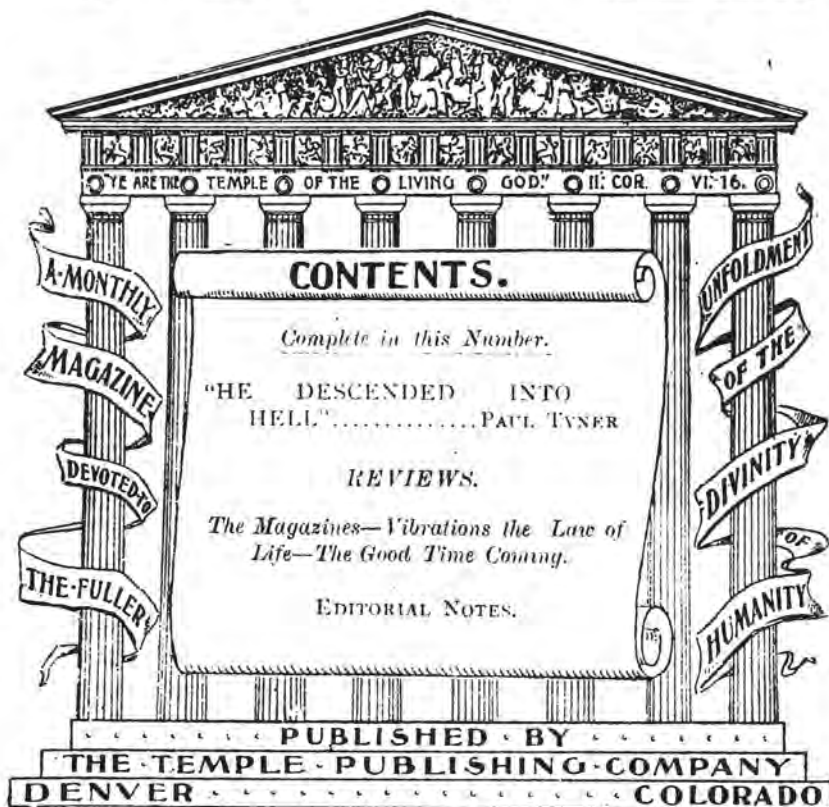 "YE ARE THE TEMPLE OF THE LIVING GOD." II. COR. VI.-16.
A-MONTHLY
MAGAZINE
DEVOTED-TO
THE-FULLER
UNFOLDMENT
OF THE
DIVINITY
OF
HUMANITY
CONTENTS.
Complete in this Number.
"HE DESCENDED INTO
HELL"..............PAUL TYNER
REVIEWS.
The Magazines—Vibrations the Law of
Life—The Good Time Coming.
EDITORIAL NOTES.
PUBLISHED · BY
THE · TEMPLE · PUBLISHING · COMPANY
DENVER COLORADO